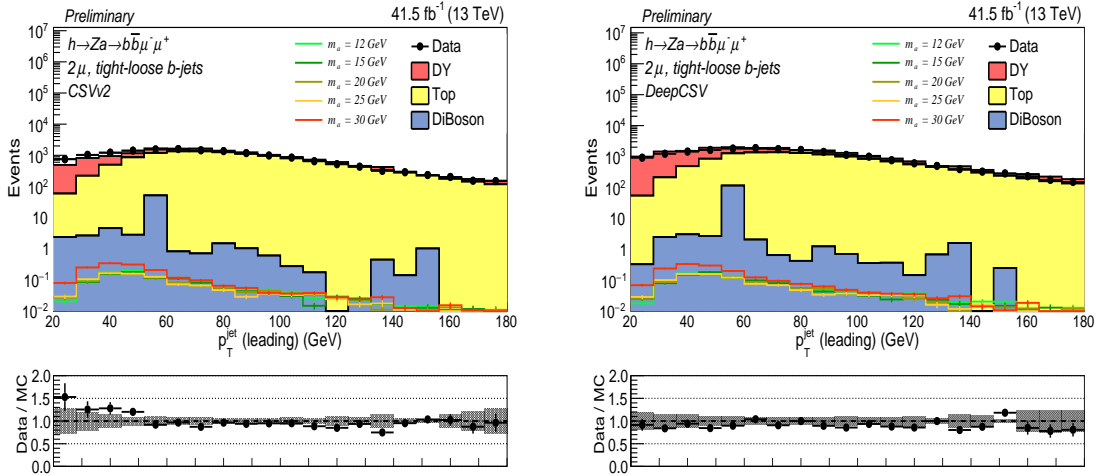 Preliminary 41.5 fb⁻¹ (13 TeV)
h→Za→bb̅μ⁻μ⁺
2μ, tight-loose b-jets
CSVv2
m_a = 12 GeV
m_a = 15 GeV
m_a = 20 GeV
m_a = 25 GeV
m_a = 30 GeV
Data
DY
Top
DiBoson
Events
10⁷
10⁶
10⁵
10⁴
10³
10²
10
1
10⁻¹
10⁻²
20 40 60 80 100 120 140 160 180
p_T^jet (leading) (GeV)
Data / MC
2.0
1.5
1.0
0.5
0.0
Preliminary 41.5 fb⁻¹ (13 TeV)
h→Za→bb̅μ⁻μ⁺
2μ, tight-loose b-jets
DeepCSV
m_a = 12 GeV
m_a = 15 GeV
m_a = 20 GeV
m_a = 25 GeV
m_a = 30 GeV
Data
DY
Top
DiBoson
Events
10⁷
10⁶
10⁵
10⁴
10³
10²
10
1
10⁻¹
10⁻²
20 40 60 80 100 120 140 160 180
p_T^jet (leading) (GeV)
Data / MC
2.0
1.5
1.0
0.5
0.0